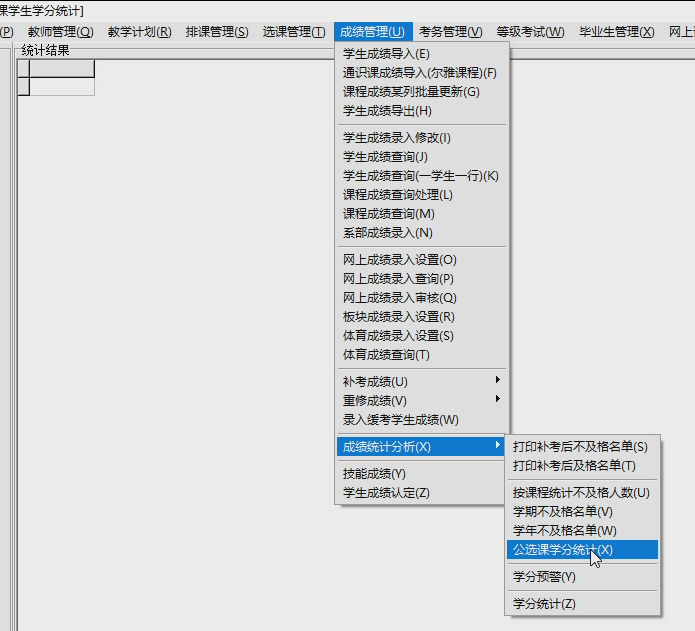 课学生学分统计]
(P) 教师管理(Q) 教学计划(R) 排课管理(S) 选课管理(T) 成绩管理(U) 考务管理(V) 等级考试(W) 毕业生管理(X) 网上
统计结果
学生成绩导入(E)
通识课成绩导入(尔雅课程)(F)
课程成绩某列批量更新(G)
学生成绩导出(H)
学生成绩录入修改(I)
学生成绩查询(J)
学生成绩查询(一学生一行)(K)
课程成绩查询处理(L)
课程成绩查询(M)
系部成绩录入(N)
网上成绩录入设置(O)
网上成绩录入查询(P)
网上成绩录入审核(Q)
板块成绩录入设置(R)
体育成绩录入设置(S)
体育成绩查询(T)
补考成绩(U)
重修成绩(V)
录入缓考学生成绩(W)
成绩统计分析(X)
技能成绩(Y)
学生成绩认定(Z)
打印补考后不及格名单(S)
打印补考后及格名单(T)
按课程统计不及格人数(U)
学期不及格名单(V)
学年不及格名单(W)
公选课学分统计(X)
学分预警(Y)
学分统计(Z)